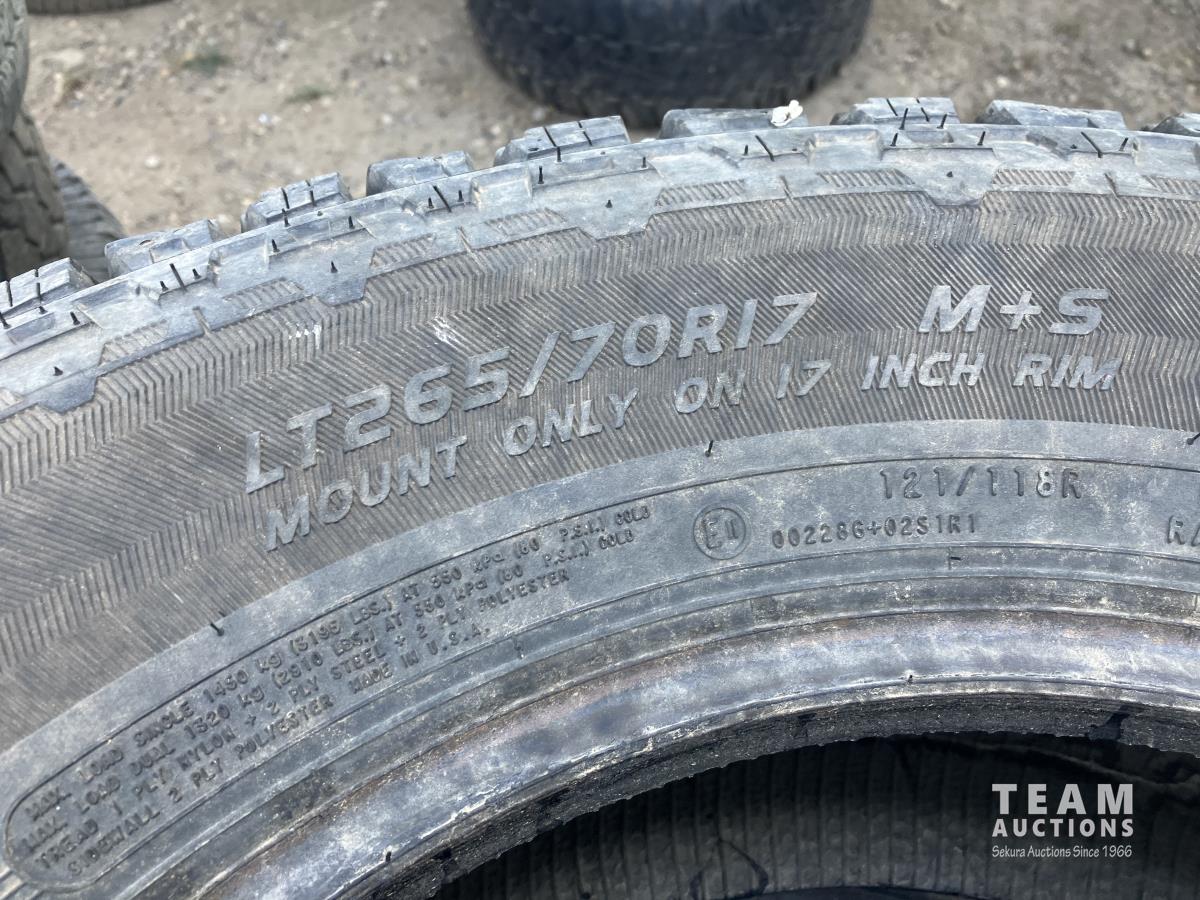 LT265/70R17 M+S
MOUNT ONLY ON 17 INCH RIM
121/118R
E11 00228G+02S1R1
MAX. LOAD SINGLE 1450 kg (3195 LBS.) AT 550 kPa (80 P.S.I.) COLD
MAX. LOAD DUAL 1320 kg (2910 LBS.) AT 550 kPa (80 P.S.I.) COLD
TREAD 1 PLY NYLON + 2 PLY STEEL + 2 PLY POLYESTER
SIDEWALL 2 PLY POLYESTER MADE IN U.S.A.
TEAM
AUCTIONS
Sekura Auctions Since 1966